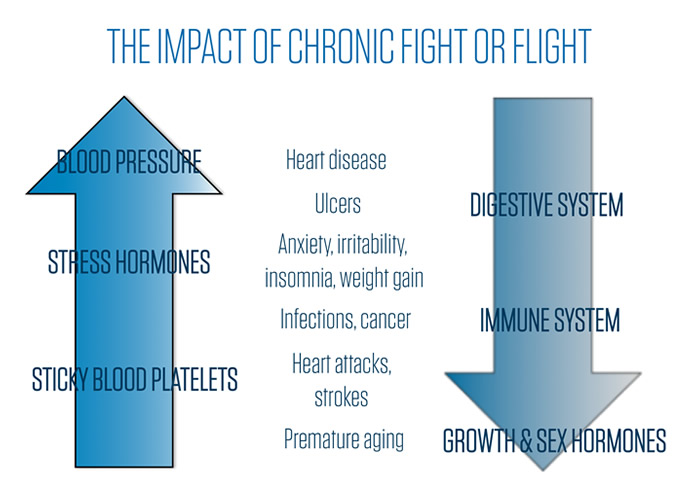 THE IMPACT OF CHRONIC FIGHT OR FLIGHT
BLOOD PRESSURE
Heart disease
Ulcers
DIGESTIVE SYSTEM
STRESS HORMONES
Anxiety, irritability,
insomnia, weight gain
Infections, cancer
IMMUNE SYSTEM
STICKY BLOOD PLATELETS
Heart attacks,
strokes
Premature aging
GROWTH & SEX HORMONES